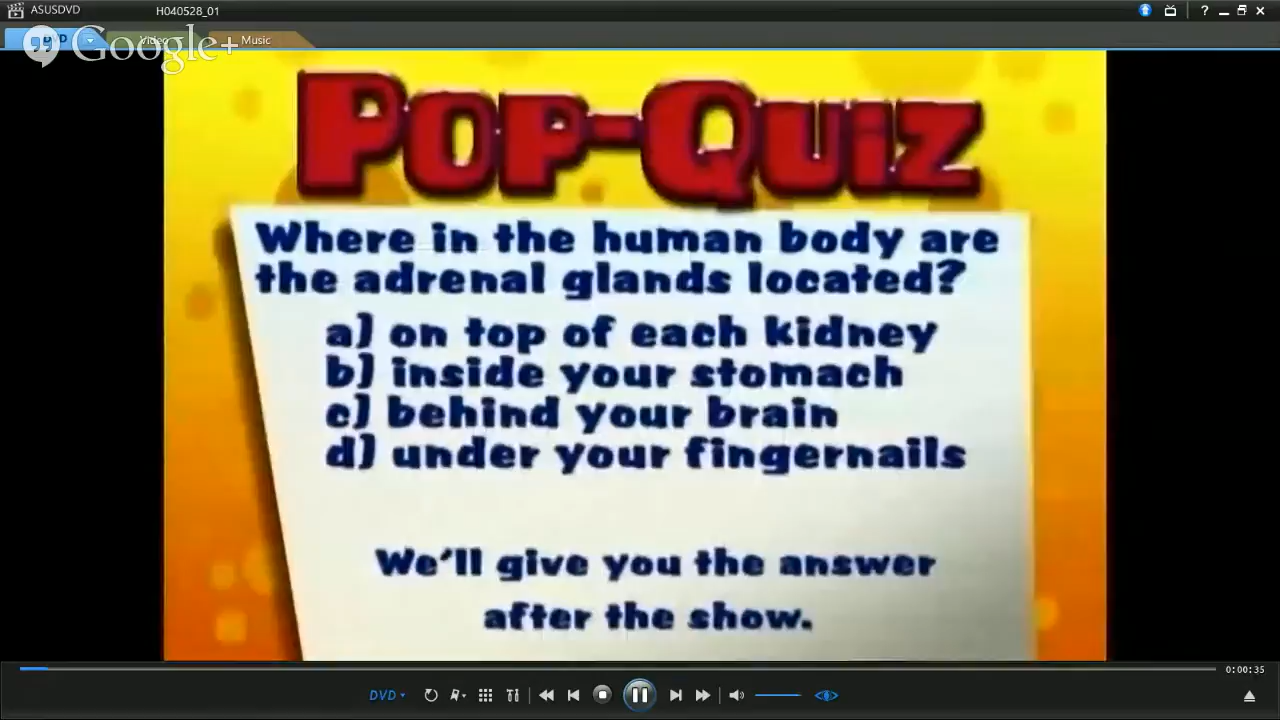 ASUSDVD H040528_01
DVD Video Music
Google+
Pop-Quiz
Where in the human body are
the adrenal glands located?
a) on top of each kidney
b) inside your stomach
c) behind your brain
d) under your fingernails
We'll give you the answer
after the show.
0:00:35
DVD